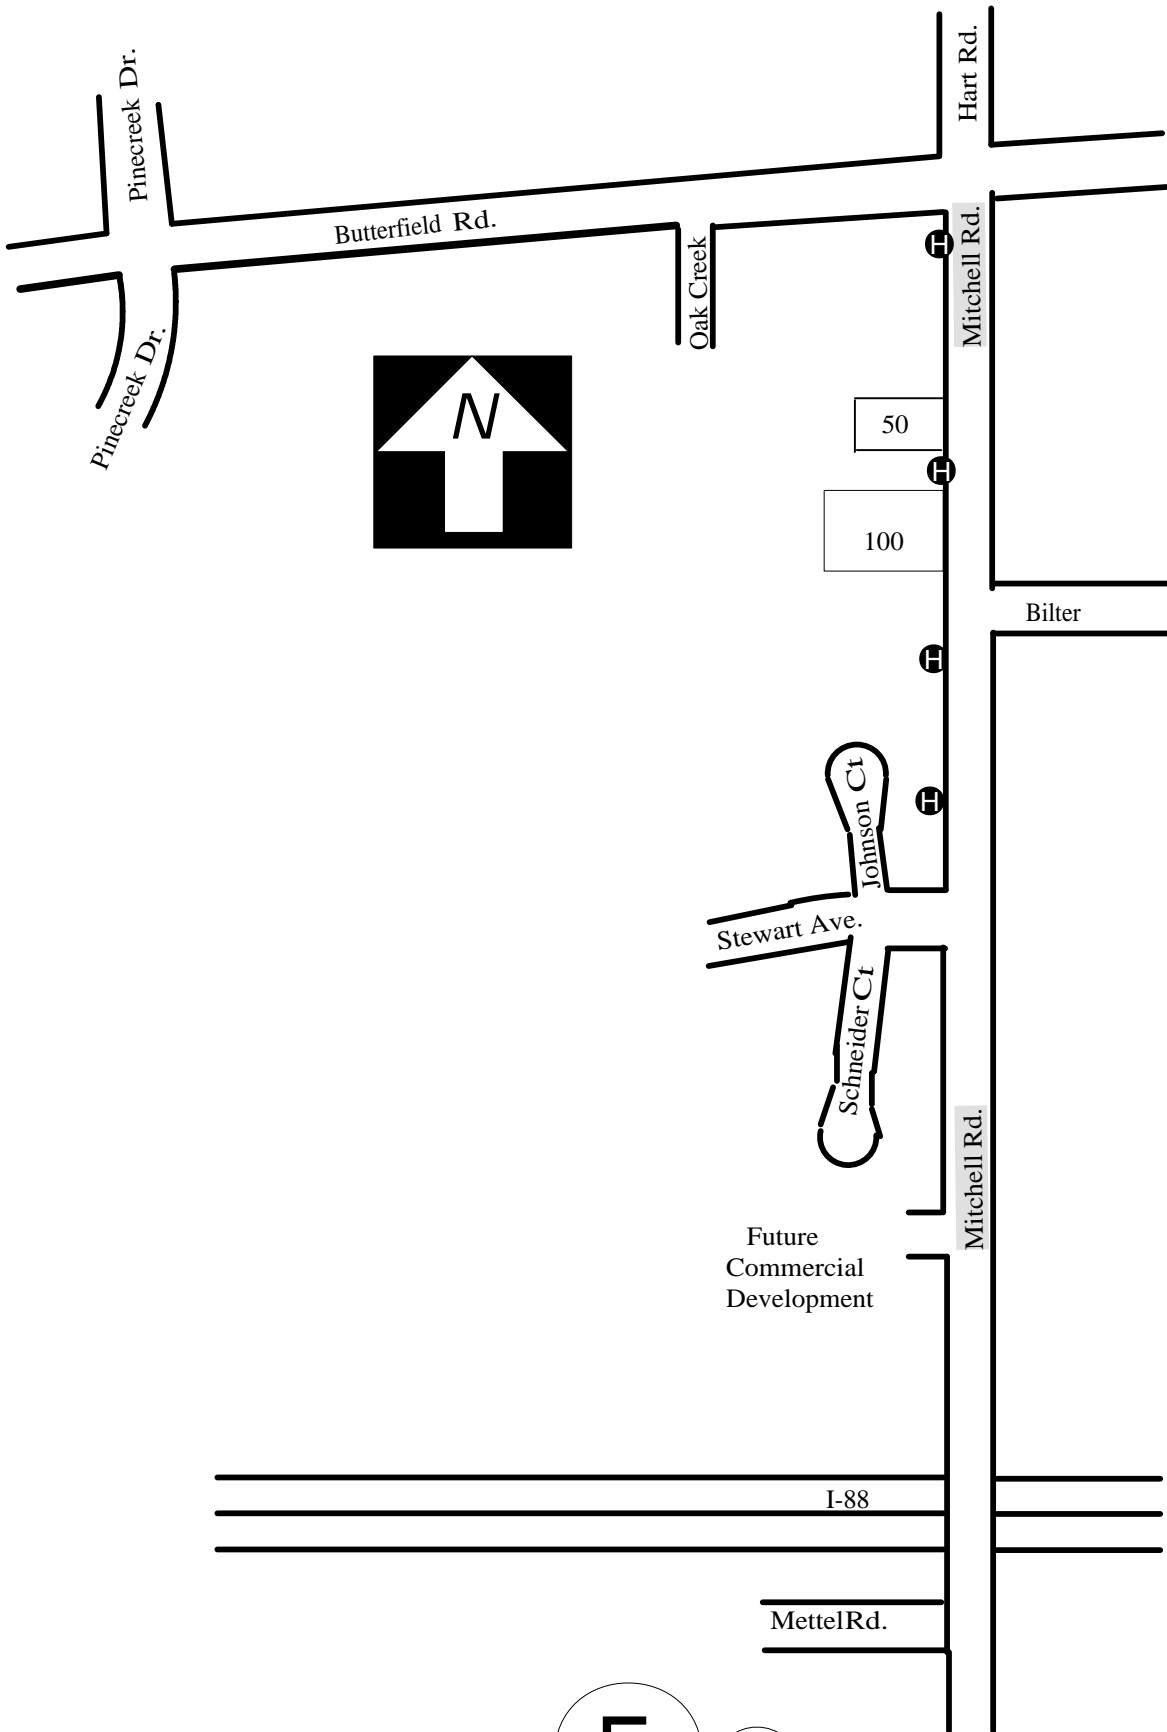 Pinecreek Dr.
Hart Rd.
Butterfield Rd.
Oak Creek
H
Mitchell Rd.
Pinecreek Dr.
N
50
H
100
Bilter
H
Johnson Ct
H
Stewart Ave.
Schneider Ct
Mitchell Rd.
Future
Commercial
Development
I-88
MettelRd.